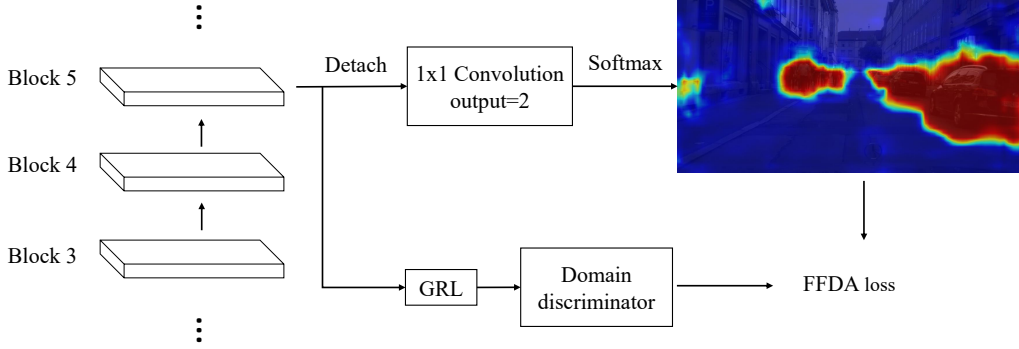 Block 5
Detach
1x1 Convolution
output=2
Softmax
Block 4
Block 3
GRL
Domain
discriminator
FFDA loss